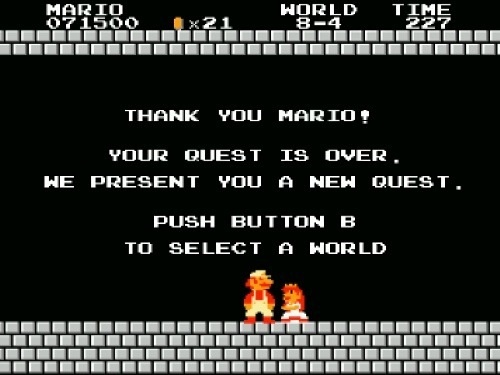 MARIO WORLD TIME
071500 ×21 8-4 227
THANK YOU MARIO!
YOUR QUEST IS OVER.
WE PRESENT YOU A NEW QUEST.
PUSH BUTTON B
TO SELECT A WORLD